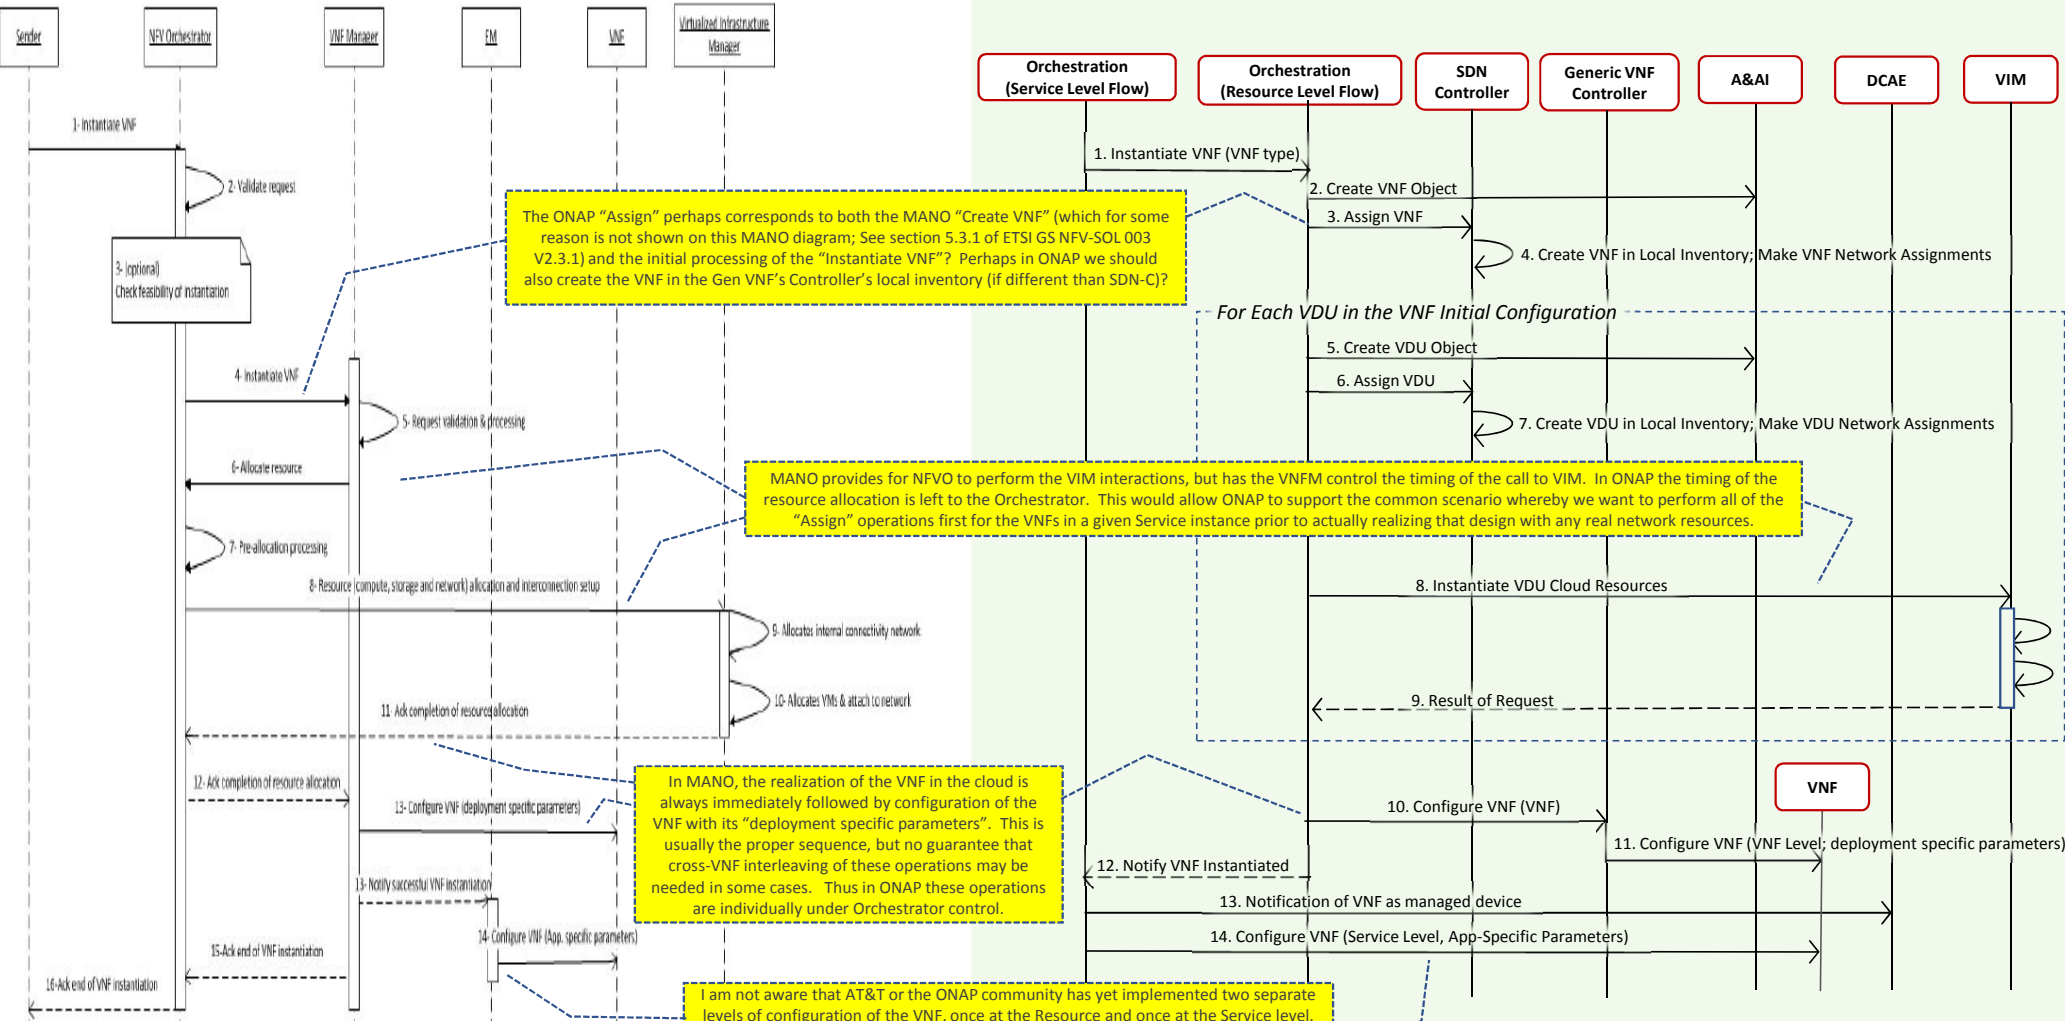 Sender
NFV Orchestrator
VNF Manager
EM
VNF
Virtualized Infrastructure
Manager
1- Instantiate VNF
2- Validate request
3- (optional)
Check feasibility of instantiation
4- Instantiate VNF
5- Request validation & processing
6- Allocate resource
7- Pre-allocation processing
8- Resource (compute, storage and network) allocation and interconnection setup
9- Allocates internal connectivity network
10- Allocates VMs & attach to network
11- Ack completion of resource allocation
12- Ack completion of resource allocation
13- Configure VNF (deployment specific parameters)
13- Notify successful VNF instantiation
14- Configure VNF (App. specific parameters)
15-Ack end of VNF instantiation
16-Ack end of VNF instantiation
The ONAP “Assign” perhaps corresponds to both the MANO “Create VNF” (which for some
reason is not shown on this MANO diagram; See section 5.3.1 of ETSI GS NFV-SOL 003
V2.3.1) and the initial processing of the “Instantiate VNF”? Perhaps in ONAP we should
also create the VNF in the Gen VNF’s Controller’s local inventory (if different than SDN-C)?
MANO provides for NFVO to perform the VIM interactions, but has the VNFM control the timing of the call to VIM. In ONAP the timing of the
resource allocation is left to the Orchestrator. This would allow ONAP to support the common scenario whereby we want to perform all of the
“Assign” operations first for the VNFs in a given Service instance prior to actually realizing that design with any real network resources.
In MANO, the realization of the VNF in the cloud is
always immediately followed by configuration of the
VNF with its “deployment specific parameters”. This is
usually the proper sequence, but no guarantee that
cross-VNF interleaving of these operations may be
needed in some cases. Thus in ONAP these operations
are individually under Orchestrator control.
I am not aware that AT&T or the ONAP community has yet implemented two separate
levels of configuration of the VNF, once at the Resource and once at the Service level.
Orchestration
(Service Level Flow)
Orchestration
(Resource Level Flow)
SDN
Controller
Generic VNF
Controller
A&AI
DCAE
VIM
1. Instantiate VNF (VNF type)
2. Create VNF Object
3. Assign VNF
4. Create VNF in Local Inventory; Make VNF Network Assignments
For Each VDU in the VNF Initial Configuration
5. Create VDU Object
6. Assign VDU
7. Create VDU in Local Inventory; Make VDU Network Assignments
8. Instantiate VDU Cloud Resources
9. Result of Request
VNF
10. Configure VNF (VNF)
11. Configure VNF (VNF Level; deployment specific parameters)
12. Notify VNF Instantiated
13. Notification of VNF as managed device
14. Configure VNF (Service Level, App-Specific Parameters)